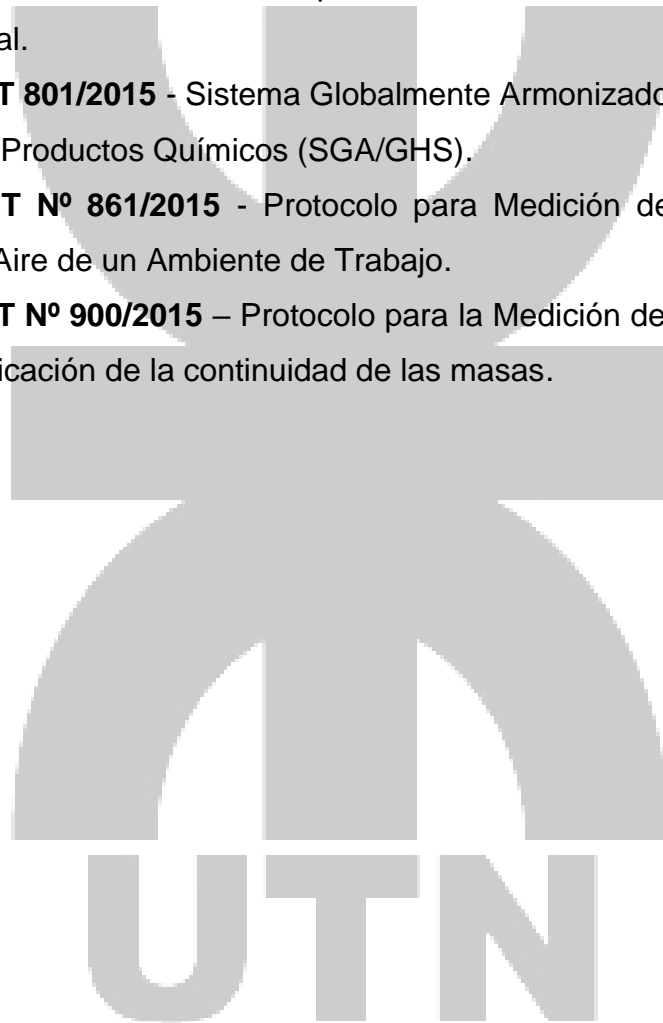 al.
T 801/2015 - Sistema Globalmente Armonizado
Productos Químicos (SGA/GHS).
T Nº 861/2015 - Protocolo para Medición de
Aire de un Ambiente de Trabajo.
T Nº 900/2015 – Protocolo para la Medición de
icación de la continuidad de las masas.
UTN